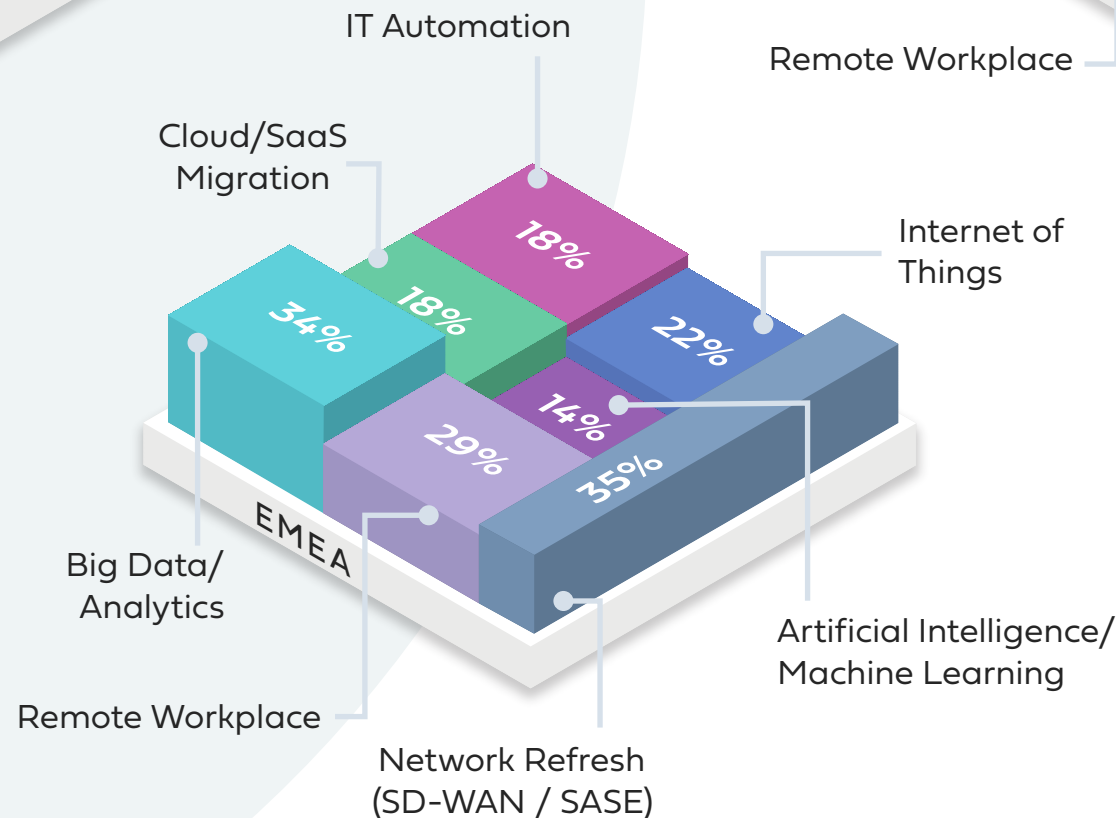 IT Automation
Remote Workplace
Cloud/SaaS
Migration
18%
Internet of
Things
34%
18%
22%
14%
29%
35%
EMEA
Big Data/
Analytics
Artificial Intelligence/
Machine Learning
Remote Workplace
Network Refresh
(SD-WAN / SASE)